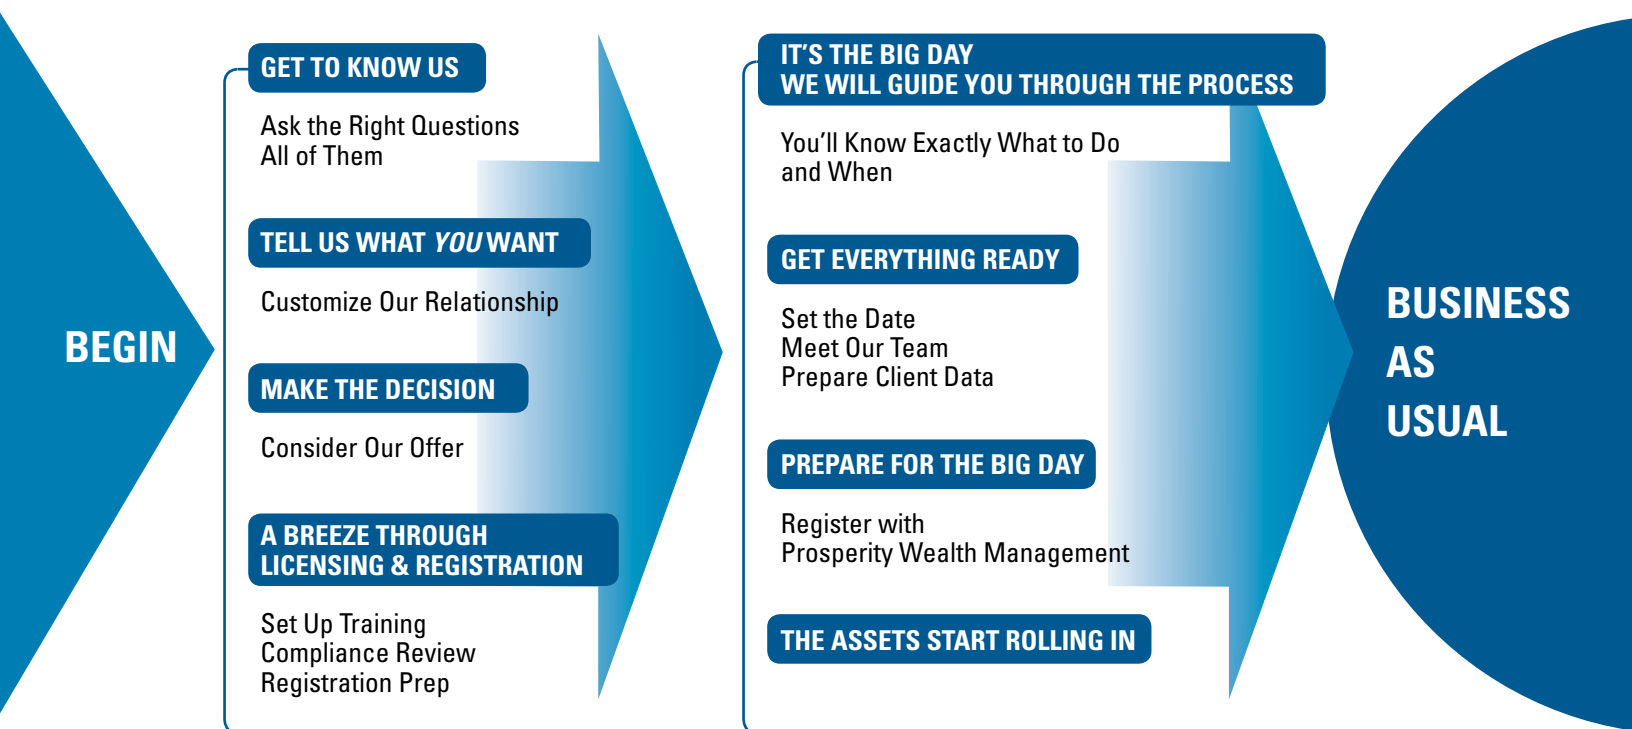 BEGIN
GET TO KNOW US
Ask the Right Questions
All of Them
TELL US WHAT YOU WANT
Customize Our Relationship
MAKE THE DECISION
Consider Our Offer
A BREEZE THROUGH
LICENSING & REGISTRATION
Set Up Training
Compliance Review
Registration Prep
IT’S THE BIG DAY
WE WILL GUIDE YOU THROUGH THE PROCESS
You’ll Know Exactly What to Do
and When
GET EVERYTHING READY
Set the Date
Meet Our Team
Prepare Client Data
PREPARE FOR THE BIG DAY
Register with
Prosperity Wealth Management
THE ASSETS START ROLLING IN
BUSINESS
AS
USUAL